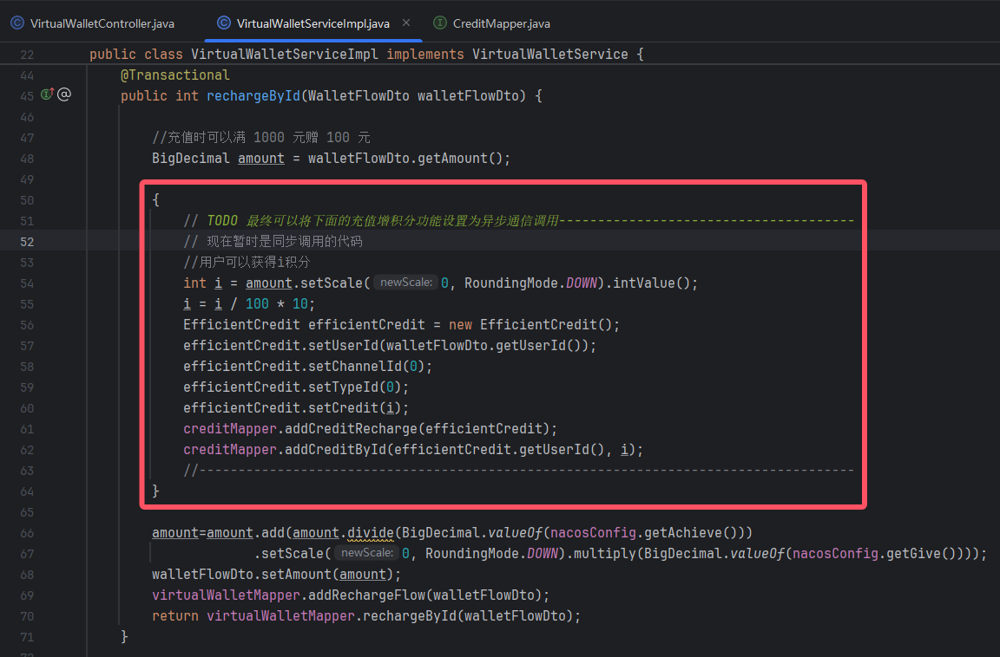 VirtualWalletController.java VirtualWalletServiceImpl.java × CreditMapper.java
22 public class VirtualWalletServiceImpl implements VirtualWalletService {
44 @Transactional
45 public int rechargeById(WalletFlowDto walletFlowDto) {
46
47 //充值时可以满 1000 元赠 100 元
48 BigDecimal amount = walletFlowDto.getAmount();
49
50 {
51 // TODO 最终可以将下面的充值增积分功能设置为异步通信调用--------------------------------------
52 // 现在暂时是同步调用的代码
53 //用户可以获得i积分
54 int i = amount.setScale( newScale: 0, RoundingMode.DOWN).intValue();
55 i = i / 100 * 10;
56 EfficientCredit efficientCredit = new EfficientCredit();
57 efficientCredit.setUserId(walletFlowDto.getUserId());
58 efficientCredit.setChannelId(0);
59 efficientCredit.setTypeId(0);
60 efficientCredit.setCredit(i);
61 creditMapper.addCreditRecharge(efficientCredit);
62 creditMapper.addCreditById(efficientCredit.getUserId(), i);
63 //------------------------------------------------------------------------------------
64 }
65
66 amount=amount.add(amount.divide(BigDecimal.valueOf(nacosConfig.getAchieve()))
67 .setScale( newScale: 0, RoundingMode.DOWN).multiply(BigDecimal.valueOf(nacosConfig.getGive())));
68 walletFlowDto.setAmount(amount);
69 virtualWalletMapper.addRechargeFlow(walletFlowDto);
70 return virtualWalletMapper.rechargeById(walletFlowDto);
71 }